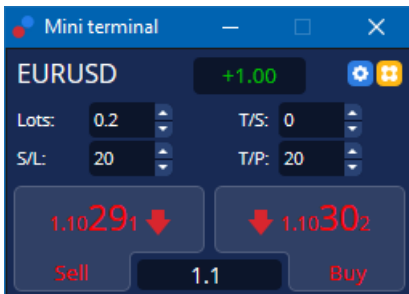 Mini terminal
EURUSD +1.00
Lots: 0.2 T/S: 0
S/L: 20 T/P: 20
1.10291 1.10302
Sell 1.1 Buy